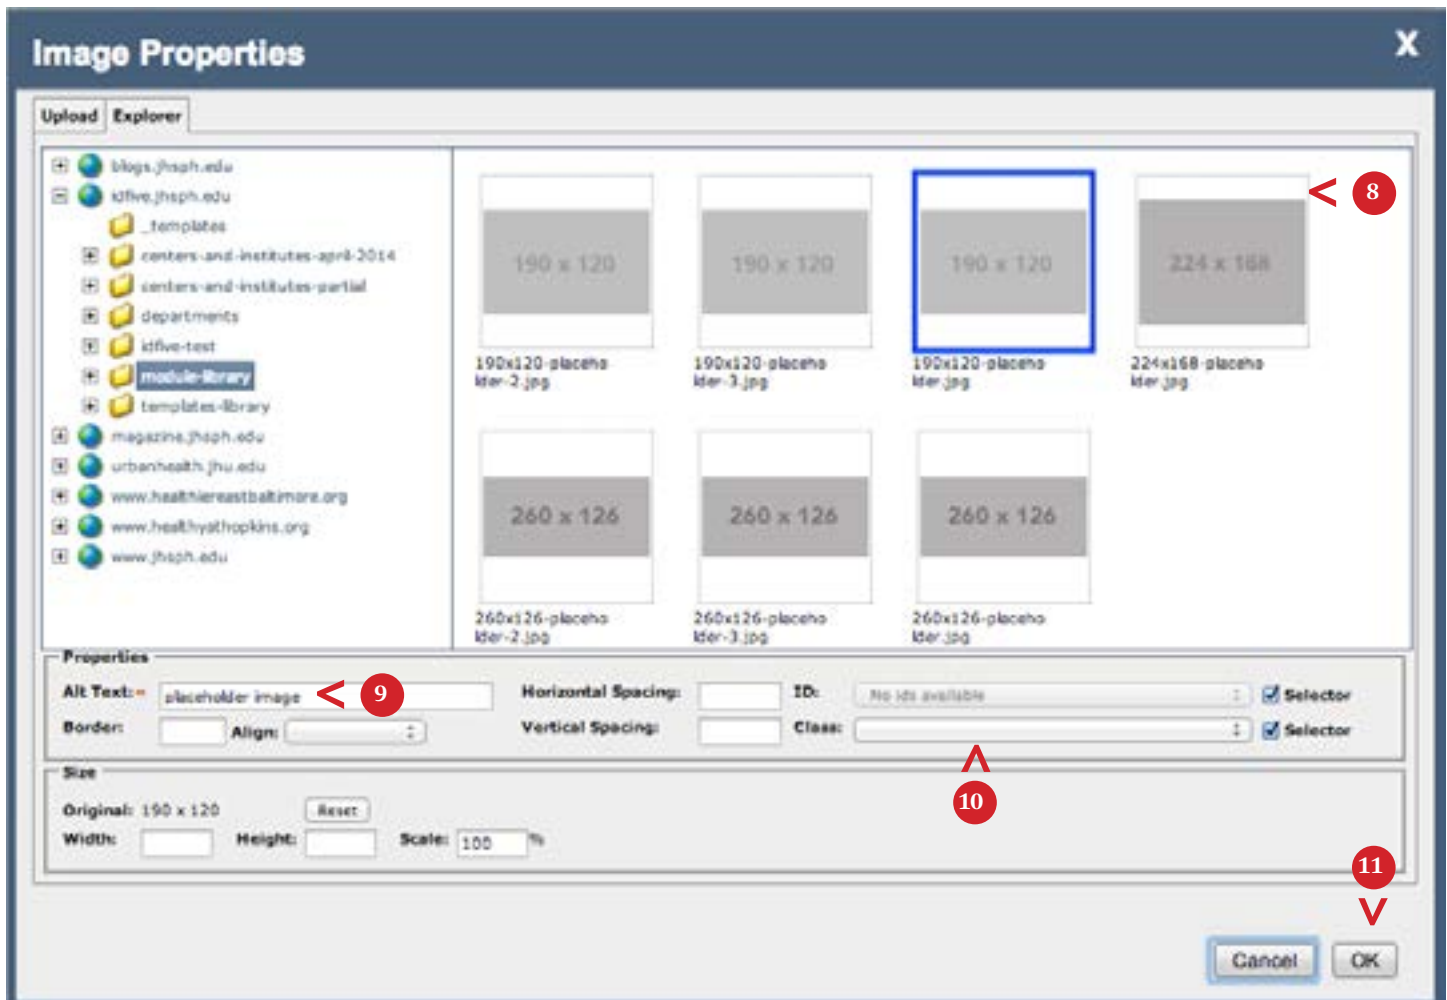 Image Properties
X
Upload Explorer
blogs.jhsph.edu
idfive.jhsph.edu
_templates
centers-and-institutes-april-2014
centers-and-institutes-partial
departments
idfive-test
module-library
templates-library
magazine.jhsph.edu
urbanhealth.jhu.edu
www.healthiereastbaltimore.org
www.healthyathopkins.org
www.jhsph.edu
190 x 120
190 x 120
190 x 120
224 x 168
8
190x120-placeho
lder-2.jpg
190x120-placeho
lder-3.jpg
190x120-placeho
lder.jpg
224x168-placeho
lder.jpg
260 x 126
260 x 126
260 x 126
260x126-placeho
lder-2.jpg
260x126-placeho
lder-3.jpg
260x126-placeho
lder.jpg
Properties
Alt Text: placeholder image < 9 Horizontal Spacing: ID: No ids available Selector
Border: Align: Vertical Spacing: Class: Selector
10
Size
Original: 190 x 120 Reset
Width: Height: Scale: 100 %
11
Cancel OK